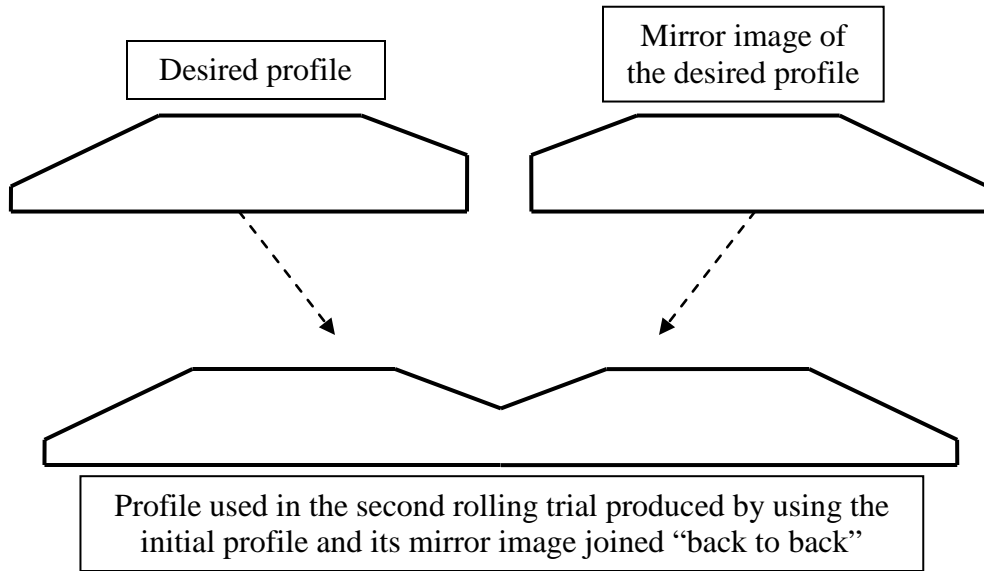 Desired profile
Mirror image of
the desired profile
Profile used in the second rolling trial produced by using the
initial profile and its mirror image joined “back to back”